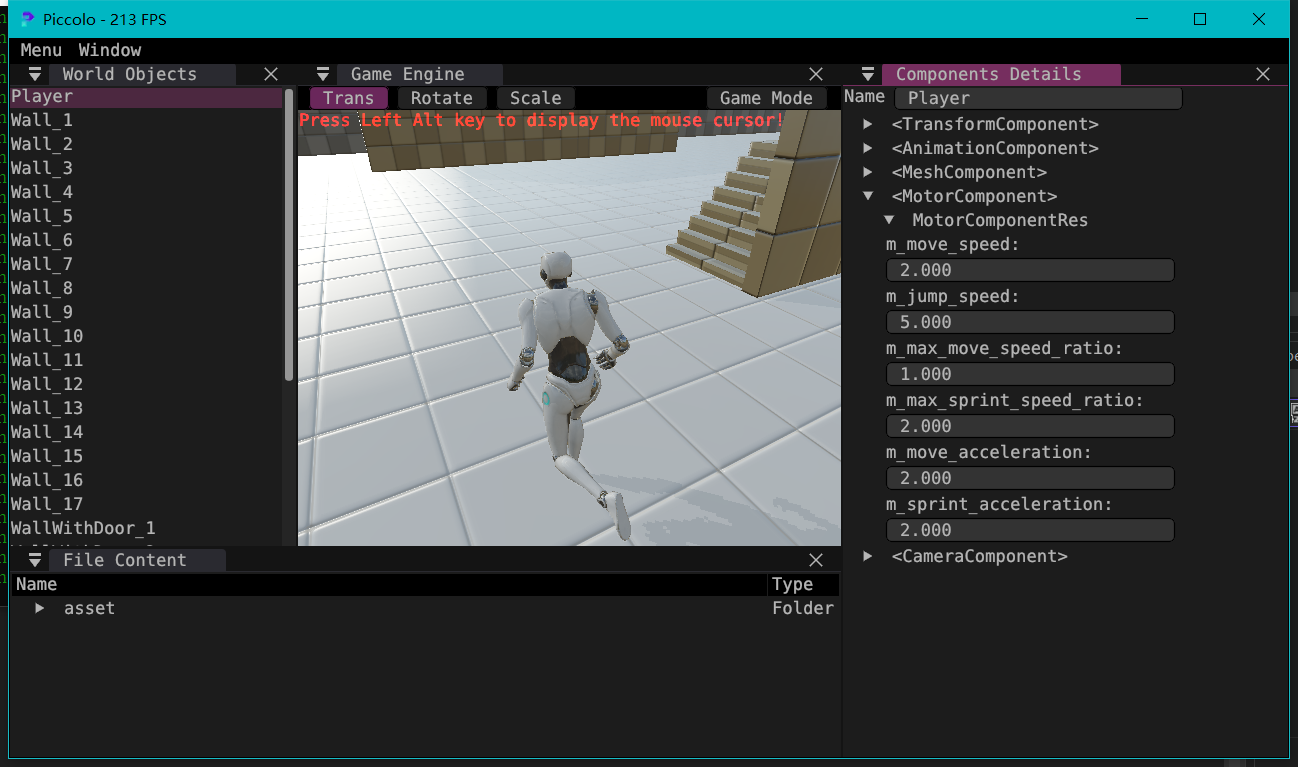 Piccolo - 213 FPS
Menu Window
World Objects
Player
Wall_1
Wall_2
Wall_3
Wall_4
Wall_5
Wall_6
Wall_7
Wall_8
Wall_9
Wall_10
Wall_11
Wall_12
Wall_13
Wall_14
Wall_15
Wall_16
Wall_17
WallWithDoor_1
Game Engine
Trans Rotate Scale Game Mode
Press Left Alt key to display the mouse cursor!
File Content
Name Type
asset Folder
Components Details
Name Player
<TransformComponent>
<AnimationComponent>
<MeshComponent>
<MotorComponent>
MotorComponentRes
m_move_speed:
2.000
m_jump_speed:
5.000
m_max_move_speed_ratio:
1.000
m_max_sprint_speed_ratio:
2.000
m_move_acceleration:
2.000
m_sprint_acceleration:
2.000
<CameraComponent>